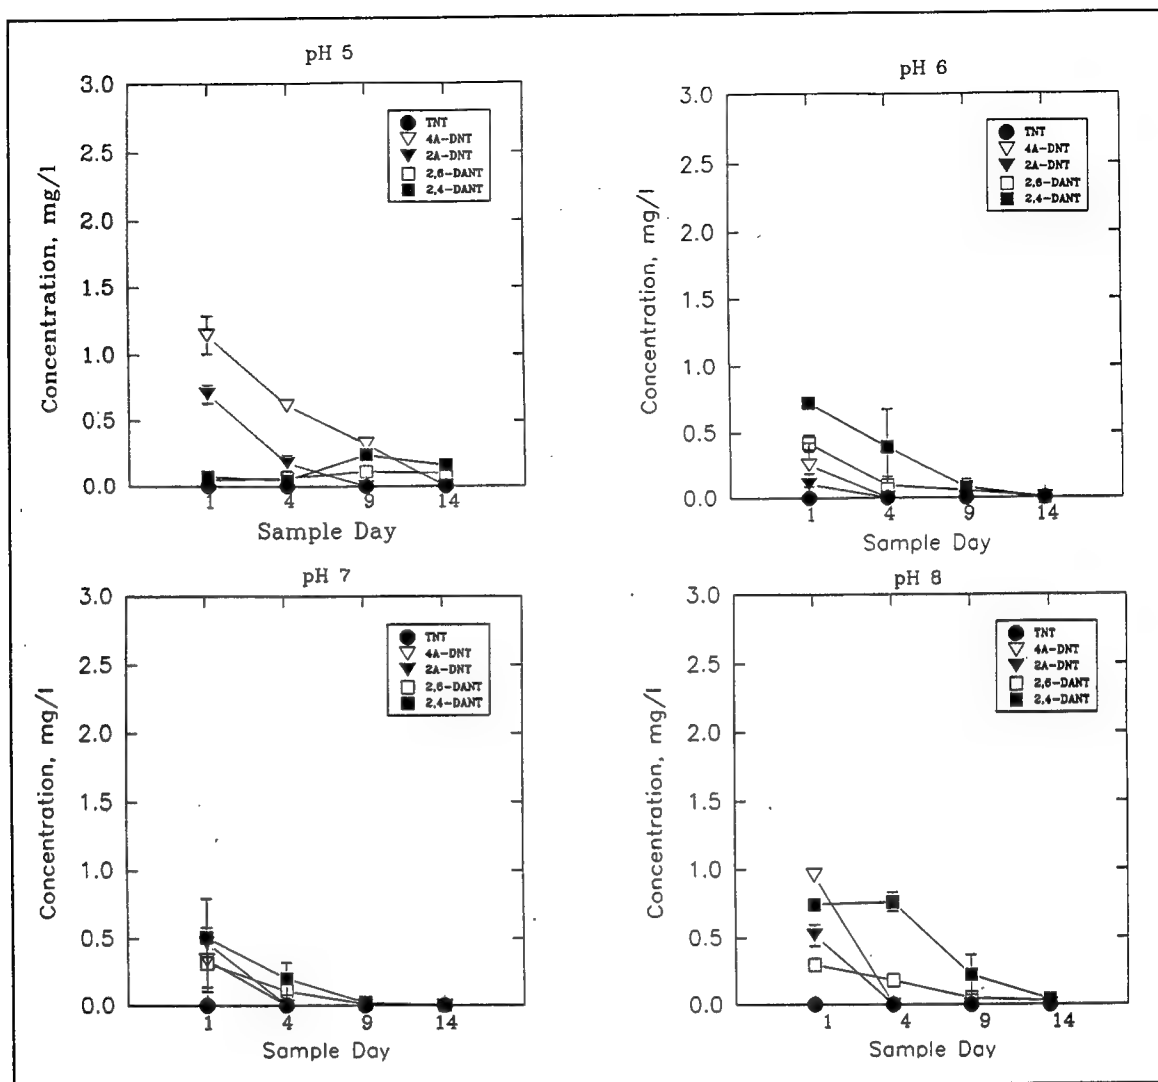 pH 5
3.0
2.5
2.0
1.5
1.0
0.5
0.0
Concentration, mg/l
TNT
4A-DNT
2A-DNT
2,6-DANT
2,4-DANT
1 4 9 14
Sample Day
pH 6
3.0
2.5
2.0
1.5
1.0
0.5
0.0
Concentration, mg/l
TNT
4A-DNT
2A-DNT
2,6-DANT
2,4-DANT
1 4 9 14
Sample Day
pH 7
3.0
2.5
2.0
1.5
1.0
0.5
0.0
Concentration, mg/l
TNT
4A-DNT
2A-DNT
2,6-DANT
2,4-DANT
1 4 9 14
Sample Day
pH 8
3.0
2.5
2.0
1.5
1.0
0.5
0.0
Concentration, mg/l
TNT
4A-DNT
2A-DNT
2,6-DANT
2,4-DANT
1 4 9 14
Sample Day